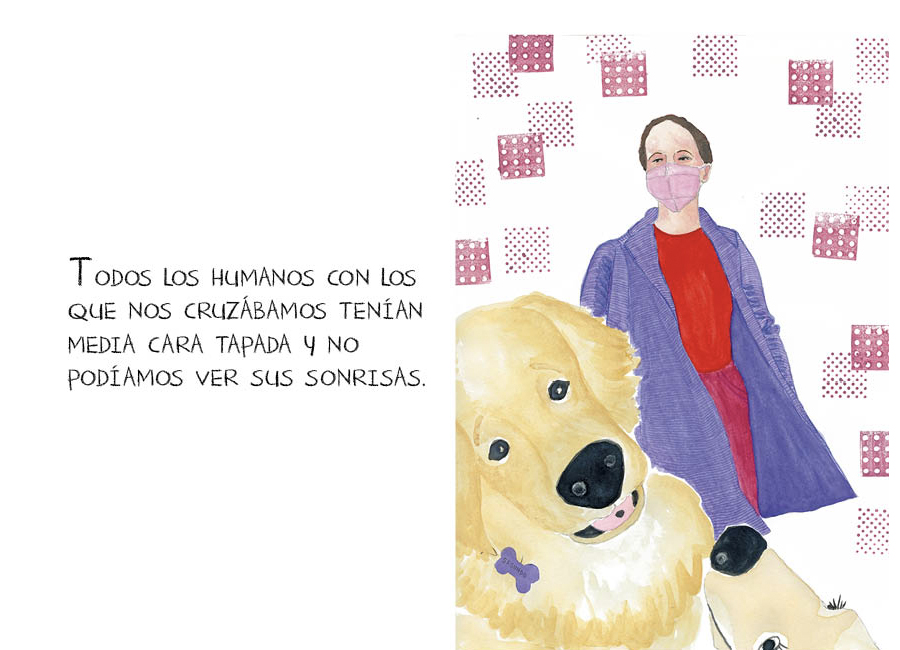 Todos los humanos con los
que nos cruzábamos tenían
media cara tapada y no
podíamos ver sus sonrisas.